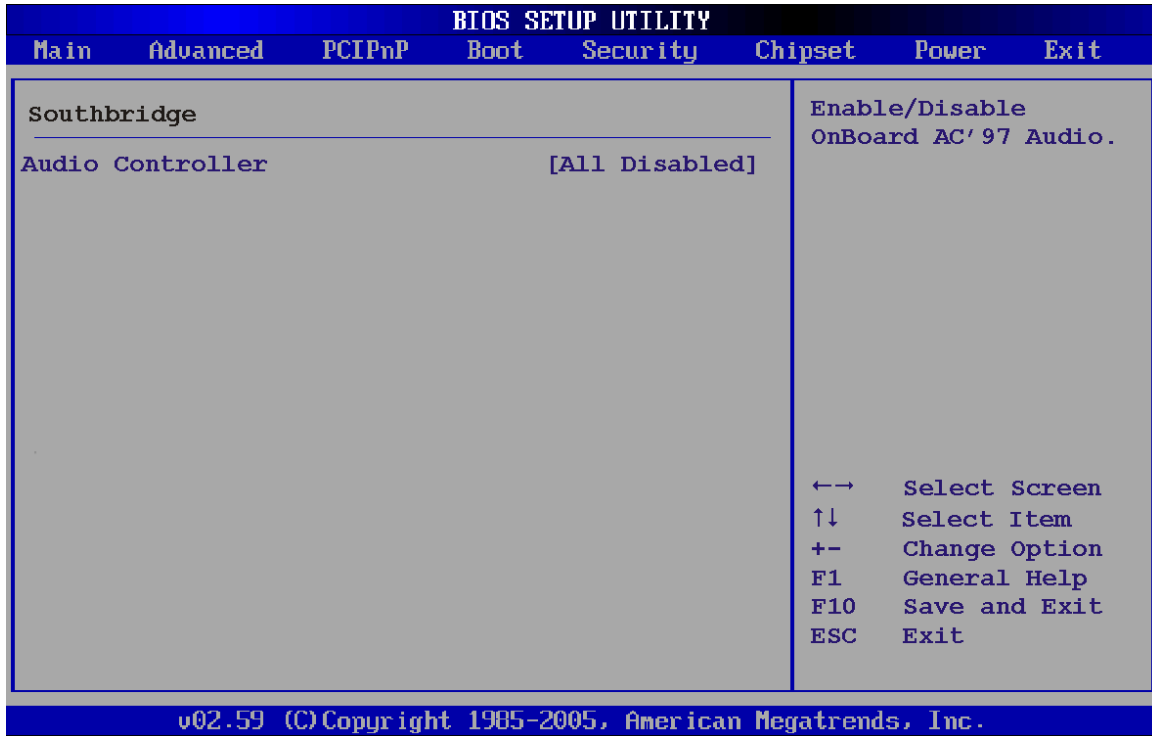 BIOS SETUP UTILITY
Main Advanced PCIPnP Boot Security Chipset Power Exit
Southbridge
Audio Controller [All Disabled]
Enable/Disable
OnBoard AC'97 Audio.
←→ Select Screen
↑↓ Select Item
+- Change Option
F1 General Help
F10 Save and Exit
ESC Exit
v02.59 (C)Copyright 1985-2005, American Megatrends, Inc.